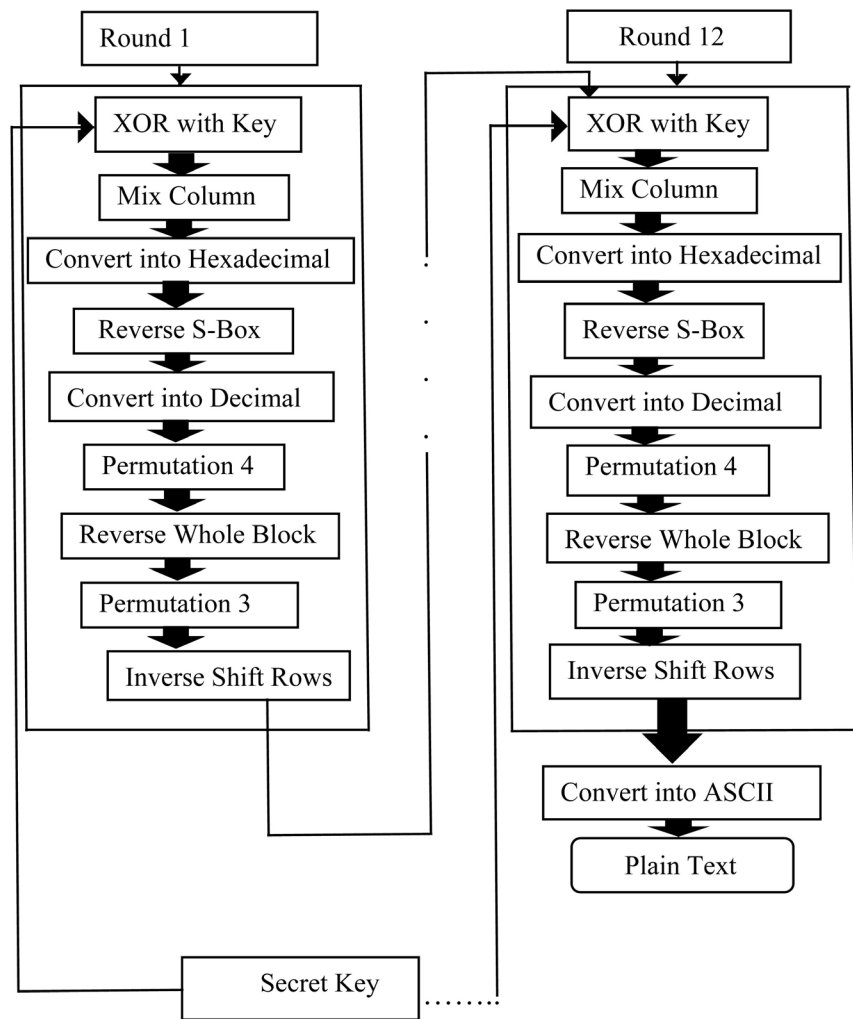 Round 1
XOR with Key
Mix Column
Convert into Hexadecimal
Reverse S-Box
Convert into Decimal
Permutation 4
Reverse Whole Block
Permutation 3
Inverse Shift Rows
Round 12
XOR with Key
Mix Column
Convert into Hexadecimal
Reverse S-Box
Convert into Decimal
Permutation 4
Reverse Whole Block
Permutation 3
Inverse Shift Rows
Convert into ASCII
Plain Text
Secret Key